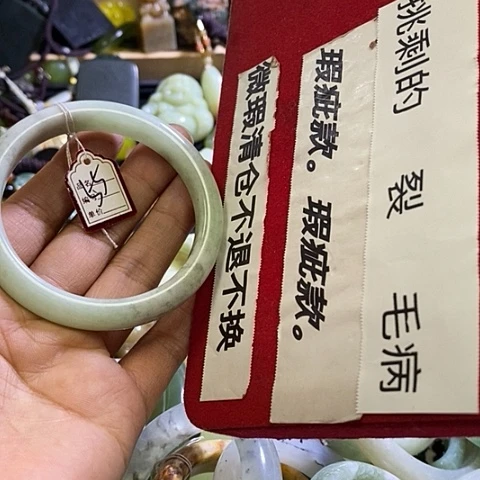 挑剩的 裂 毛病
瑕疵款。瑕疵款。
微瑕清仓不退不换